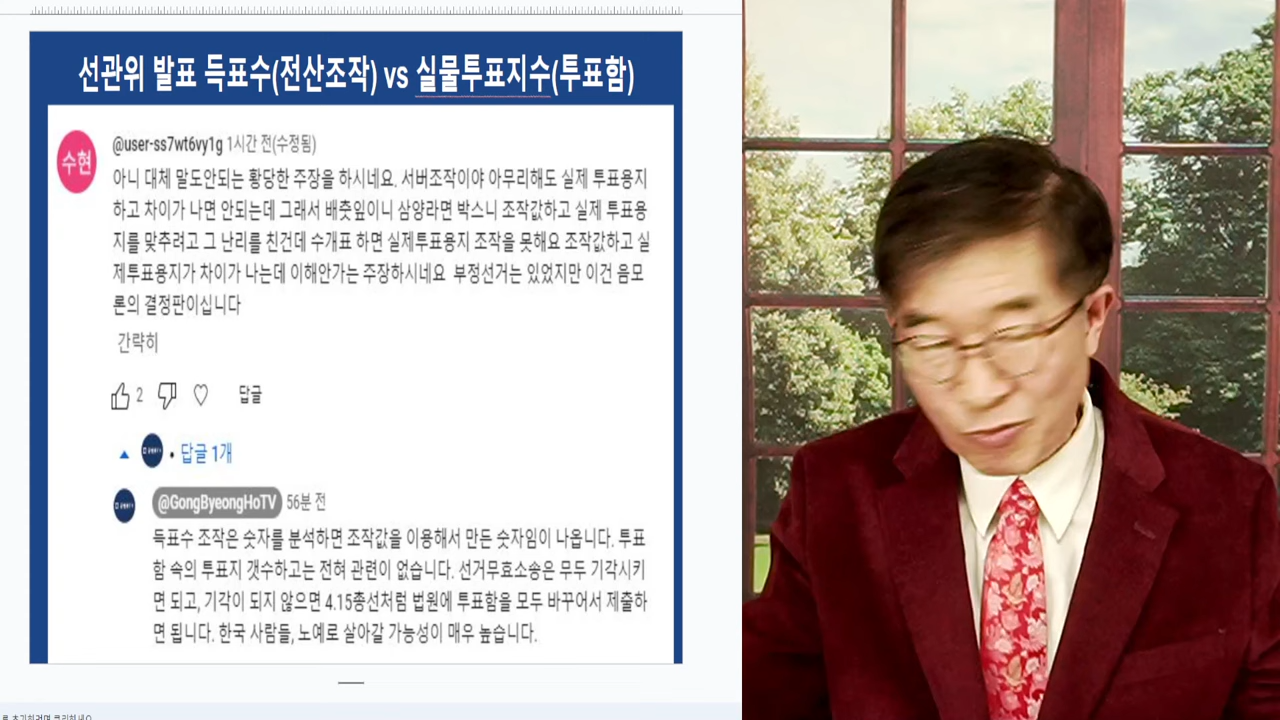 선관위 발표 득표수(전산조작) vs 실물투표지수(투표함)
수현
@user-ss7wt6vy1g 1시간 전(수정됨)
아니 대체 말도안되는 황당한 주장을 하시네요. 서버조작이야 아무리해도 실제 투표용지
하고 차이가 나면 안되는데 그래서 배춧잎이니 삼양라면 박스니 조작값하고 실제 투표용
지를 맞추려고 그 난리를 친건데 수개표 하면 실제투표용지 조작을 못해요 조작값하고 실
제투표용지가 차이가 나는데 이해안가는 주장하시네요 부정선거는 있었지만 이건 음모
론의 결정판이십니다
간략히
2 답글
답글 1개
@GongByeongHoTV 56분 전
득표수 조작은 숫자를 분석하면 조작값을 이용해서 만든 숫자임이 나옵니다. 투표
함 속의 투표지 갯수하고는 전혀 관련이 없습니다. 선거무효소송은 모두 기각시키
면 되고, 기각이 되지 않으면 4.15총선처럼 법원에 투표함을 모두 바꾸어서 제출하
면 됩니다. 한국 사람들, 노예로 살아갈 가능성이 매우 높습니다.